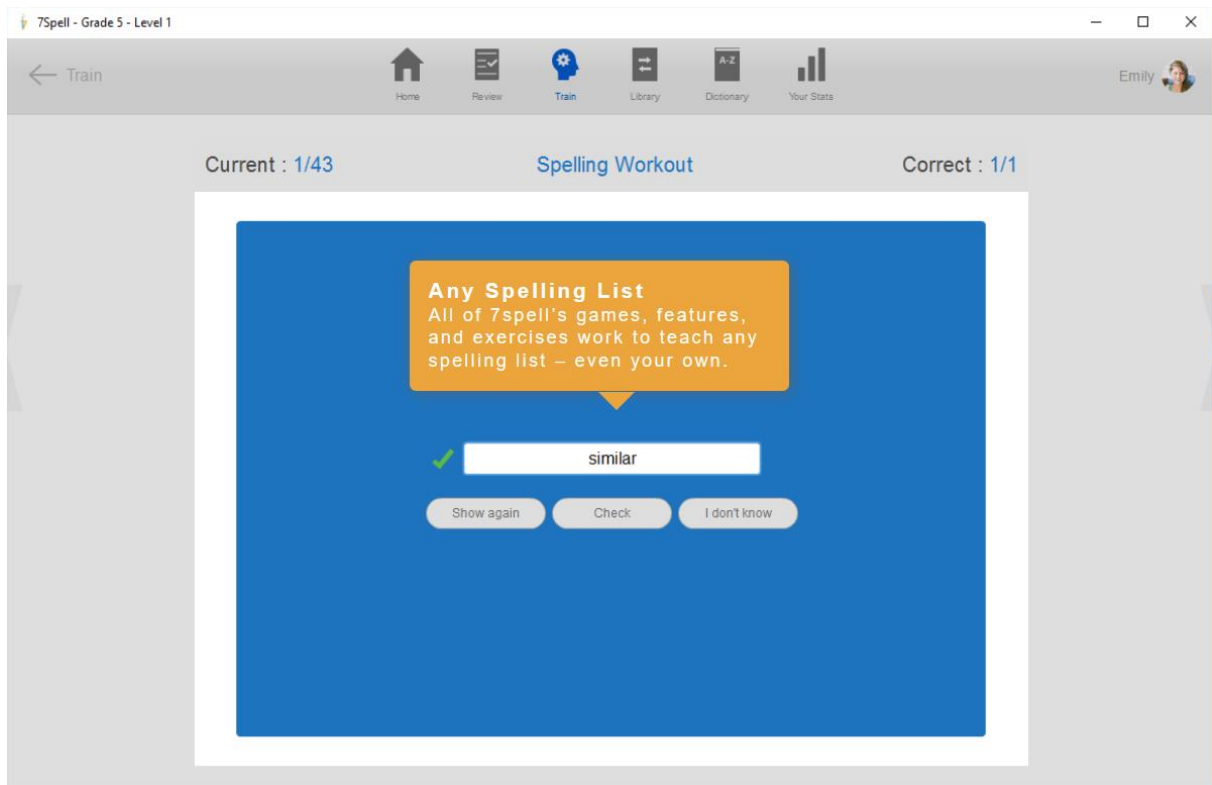 7Spell - Grade 5 - Level 1
Train
Home
Review
Train
A-Z
Library
Dictionary
Your Stats
Emily
Current : 1/43
Spelling Workout
Correct : 1/1
Any Spelling List
All of 7spell's games, features,
and exercises work to teach any
spelling list – even your own.
similar
Show again
Check
I don't know